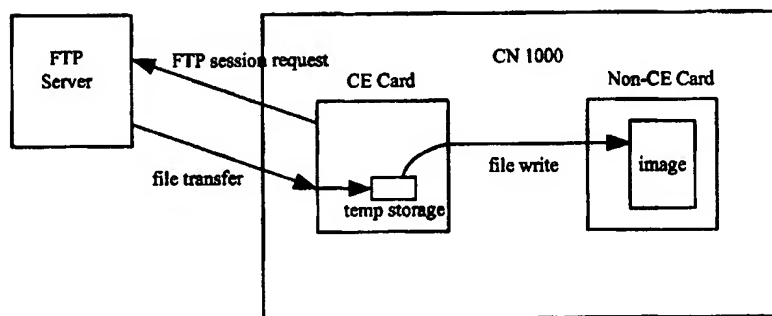 FTP
Server
FTP session request
CN 1000
CE Card
Non-CE Card
file transfer
temp storage
file write
image